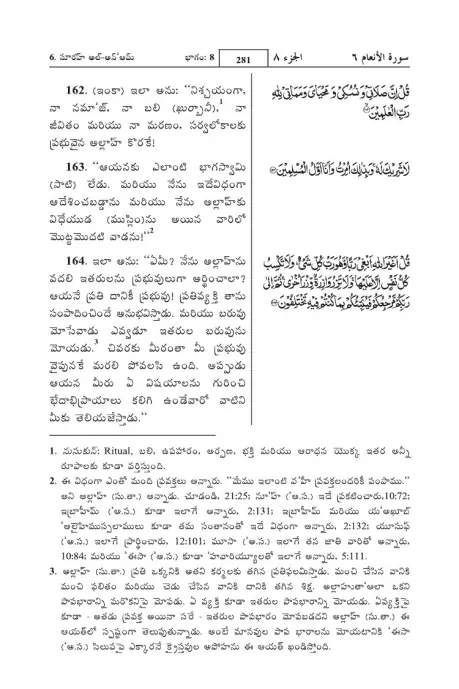 6. సూరహ్ అల్-అన్'ఆమ్ భాగం: 8 281 الجزء ٨ سورة الأنعام ٦
162. (ఇంకా) ఇలా అను: "నిశ్చయంగా,
నా నమా'జ్, నా బలి (ఖుర్బానీ),1 నా
జీవితం మరియు నా మరణం, సర్వలోకాలకు
ప్రభువైన అల్లాహ్ కొరకే!
قُلْ إِنَّ صَلَاتِي وَنُسُكِي وَمَحْيَايَ وَمَمَاتِي لِلَّهِ
رَبِّ الْعَالَمِينَ
163. "ఆయనకు ఎలాంటి భాగస్వామి
(సాటి) లేడు. మరియు నేను ఇదేవిధంగా
ఆదేశించబడ్డాను మరియు నేను అల్లాహ్‌కు
విధేయుడ (ముస్లిం)ను అయిన వారిలో
మొట్టమొదటి వాడను!"2
لَا شَرِيكَ لَهُ وَبِذَٰلِكَ أُمِرْتُ وَأَنَا أَوَّلُ الْمُسْلِمِينَ
164. ఇలా అను: "ఏమీ? నేను అల్లాహ్‌ను
వదలి ఇతరులను ప్రభువులుగా అర్థించాలా?
ఆయనే ప్రతి దానికీ ప్రభువు! ప్రతివ్యక్తి తాను
సంపాదించిందే అనుభవిస్తాడు. మరియు బరువు
మోసేవాడు ఎవ్వడూ ఇతరుల బరువును
మోయడు.3 చివరకు మీరంతా మీ ప్రభువు
వైపునకే మరలి పోవలసి ఉంది. అప్పుడు
ఆయన మీరు ఏ విషయాలను గురించి
భేదాభిప్రాయాలు కలిగి ఉండేవారో వాటిని
మీకు తెలియజేస్తాడు."
قُلْ أَغَيْرَ اللَّهِ أَبْغِي رَبًّا وَهُوَ رَبُّ كُلِّ شَيْءٍ وَلَا تَكْسِبُ
كُلُّ نَفْسٍ إِلَّا عَلَيْهَا وَلَا تَزِرُ وَازِرَةٌ وِزْرَ أُخْرَىٰ ثُمَّ إِلَىٰ
رَبِّكُمْ مَرْجِعُكُمْ فَيُنَبِّئُكُمْ بِمَا كُنْتُمْ فِيهِ تَخْتَلِفُونَ
1. నుసుకున్: Ritual, బలి, ఉపహారం, అర్పణ, భక్తి మరియు ఆరాధన యొక్క ఇతర అన్నీ
రూపాలకు కూడా వర్తిస్తుంది.
2. ఈ విధంగా ఎంతో మంది ప్రవక్తలు అన్నారు. "మేము ఇలాంటి వ'హీ ప్రవక్తలందరికీ పంపాము."
అని అల్లాహ్ (సు.తా.) అన్నాడు. చూడండి, 21:25; నూ'హ్ ('అ.స.) ఇదే ప్రకటించారు,10:72;
ఇబ్రాహీమ్ ('అ.స.) కూడా ఇలాగే అన్నారు, 2:131; ఇబ్రాహీమ్ మరియు య'అఖూబ్
'అలైహిముస్సలాములు కూడా తమ సంతానంతో ఇదే విధంగా అన్నారు, 2:132; యూసుఫ్
('అ.స.) ఇలాగే ప్రార్థించారు, 12:101; మూసా ('అ.స.) ఇలాగే తన జాతి వారితో అన్నారు,
10:84; మరియు 'ఈసా ('అ.స.) కూడా 'హవారియ్యూలతో ఇలాగే అన్నారు, 5:111.
3. అల్లాహ్ (సు.తా.) ప్రతి ఒక్కనికి అతని కర్మలకు తగిన ప్రతిఫలమిస్తాడు. మంచి చేసిన వానికి
మంచి ఫలితం మరియు చెడు చేసిన వానికి దానికి తగిన శిక్ష. అల్లాహుతా'ఆలా ఒకని
పాపభారాన్ని మరొకనిపై మోపడు. ఏ వ్యక్తి కూడా ఇతరుల పాపభారాన్ని మోయడు. ఏవ్యక్తిపై
కూడా - అతడు ప్రవక్త అయినా సరే - ఇతరుల పాపభారం మోపబడదని అల్లాహ్ (సు.తా.) ఈ
ఆయత్‌లో స్పష్టంగా తెలుపుతున్నాడు. అంటే మానవుల పాప భారాలను మోయటానికి 'ఈసా
('అ.స.) సిలువపై ఎక్కారనే క్రైస్తవుల అపోహను ఈ ఆయత్ ఖండిస్తోంది.